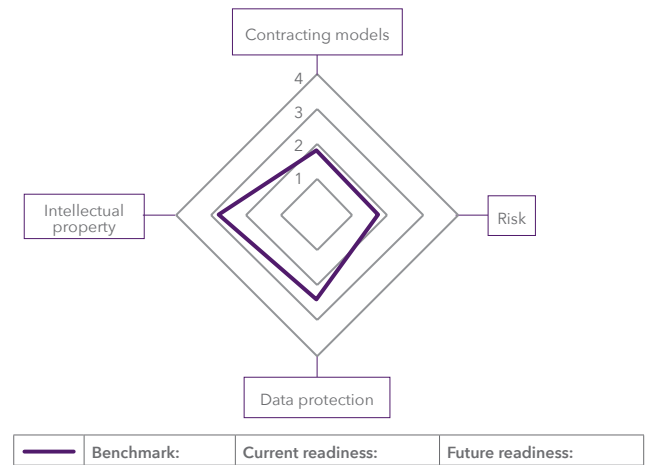 Contracting models
4
3
2
1
Intellectual
property
Risk
Data protection
Benchmark: Current readiness: Future readiness: